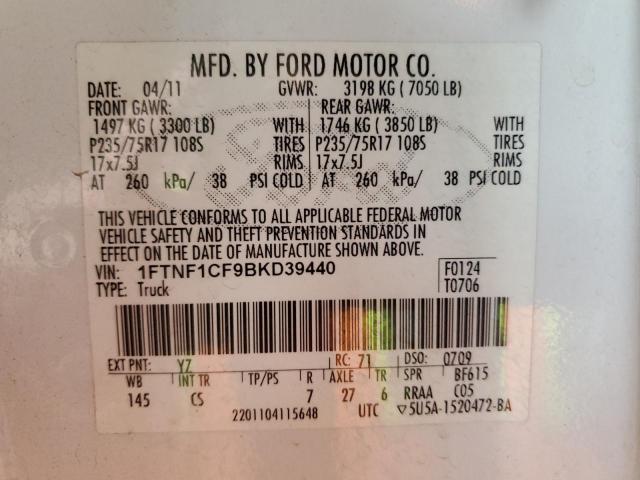 MFD. BY FORD MOTOR CO.
DATE: 04/11 GVWR: 3198 KG ( 7050 LB)
FRONT GAWR: REAR GAWR:
1497 KG ( 3300 LB) WITH 1746 KG ( 3850 LB) WITH
P235/75R17 108S TIRES P235/75R17 108S TIRES
17x7.5J RIMS 17x7.5J RIMS
AT 260 kPa/ 38 PSI COLD AT 260 kPa/ 38 PSI COLD
THIS VEHICLE CONFORMS TO ALL APPLICABLE FEDERAL MOTOR
VEHICLE SAFETY AND THEFT PREVENTION STANDARDS IN
EFFECT ON THE DATE OF MANUFACTURE SHOWN ABOVE.
VIN: 1FTNF1CF9BKD39440 F0124
TYPE: Truck T0706
EXT PNT: YZ RC: 71 DSO: 0709
WB INT TR TP/PS R AXLE TR SPR BF615
145 CS 7 27 6 RRAA C05
2201104115648 UTC ▽5U5A-1520472-BA